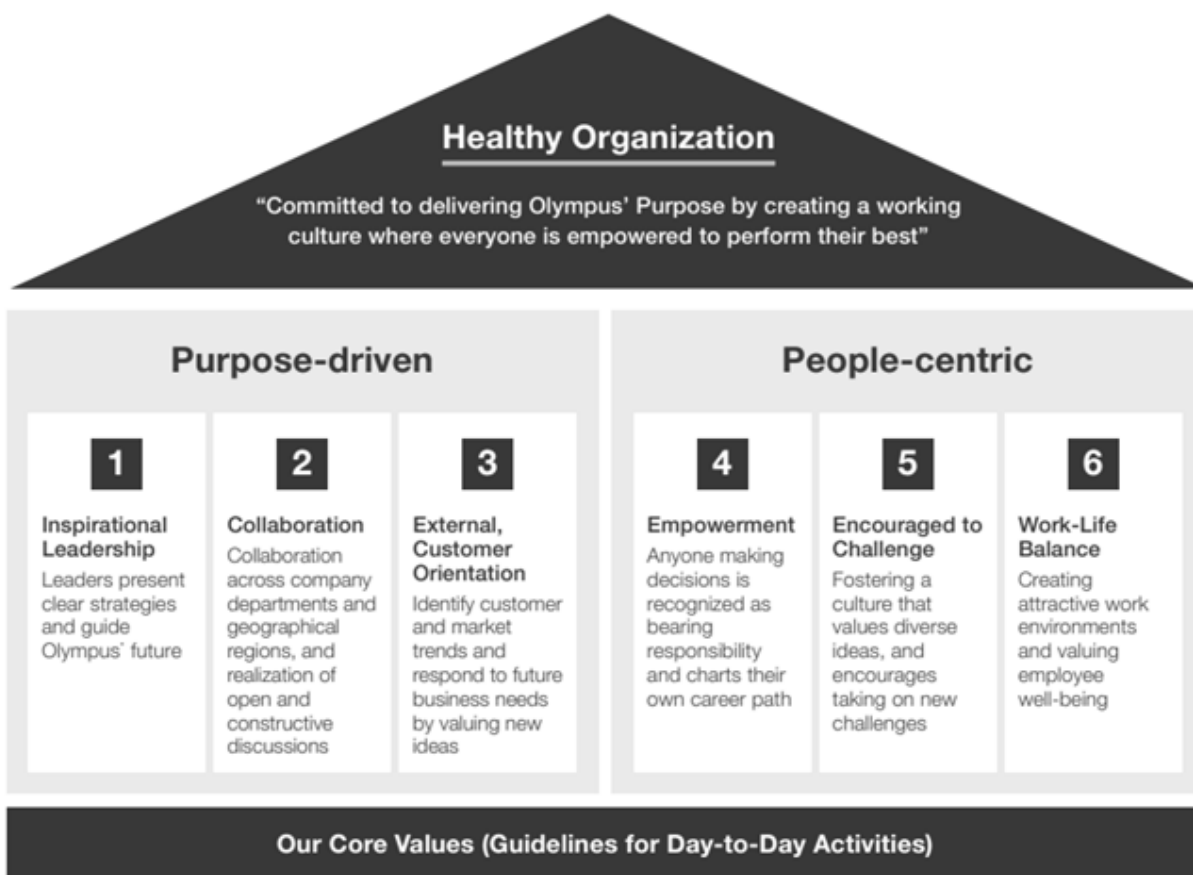 Healthy Organization
“Committed to delivering Olympus’ Purpose by creating a working
culture where everyone is empowered to perform their best”
Purpose-driven
1
Inspirational
Leadership
Leaders present
clear strategies
and guide
Olympus’ future
2
Collaboration
Collaboration
across company
departments and
geographical
regions, and
realization of
open and
constructive
discussions
3
External,
Customer
Orientation
Identify customer
and market
trends and
respond to future
business needs
by valuing new
ideas
People-centric
4
Empowerment
Anyone making
decisions is
recognized as
bearing
responsibility
and charts their
own career path
5
Encouraged to
Challenge
Fostering a
culture that
values diverse
ideas, and
encourages
taking on new
challenges
6
Work-Life
Balance
Creating
attractive work
environments
and valuing
employee
well-being
Our Core Values (Guidelines for Day-to-Day Activities)